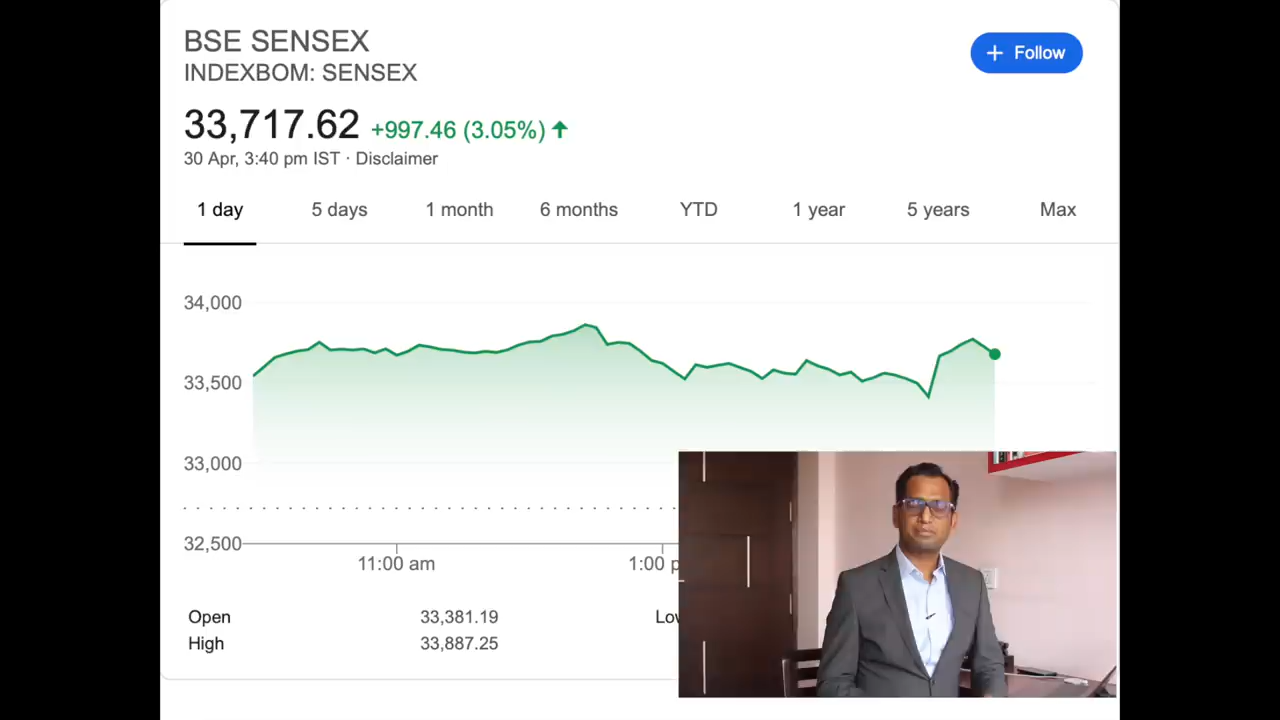 BSE SENSEX
INDEXBOM: SENSEX
+ Follow
33,717.62 +997.46 (3.05%)
30 Apr, 3:40 pm IST · Disclaimer
1 day 5 days 1 month 6 months YTD 1 year 5 years Max
34,000
33,500
33,000
32,500
11:00 am 1:00 p
Open 33,381.19 Lo
High 33,887.25